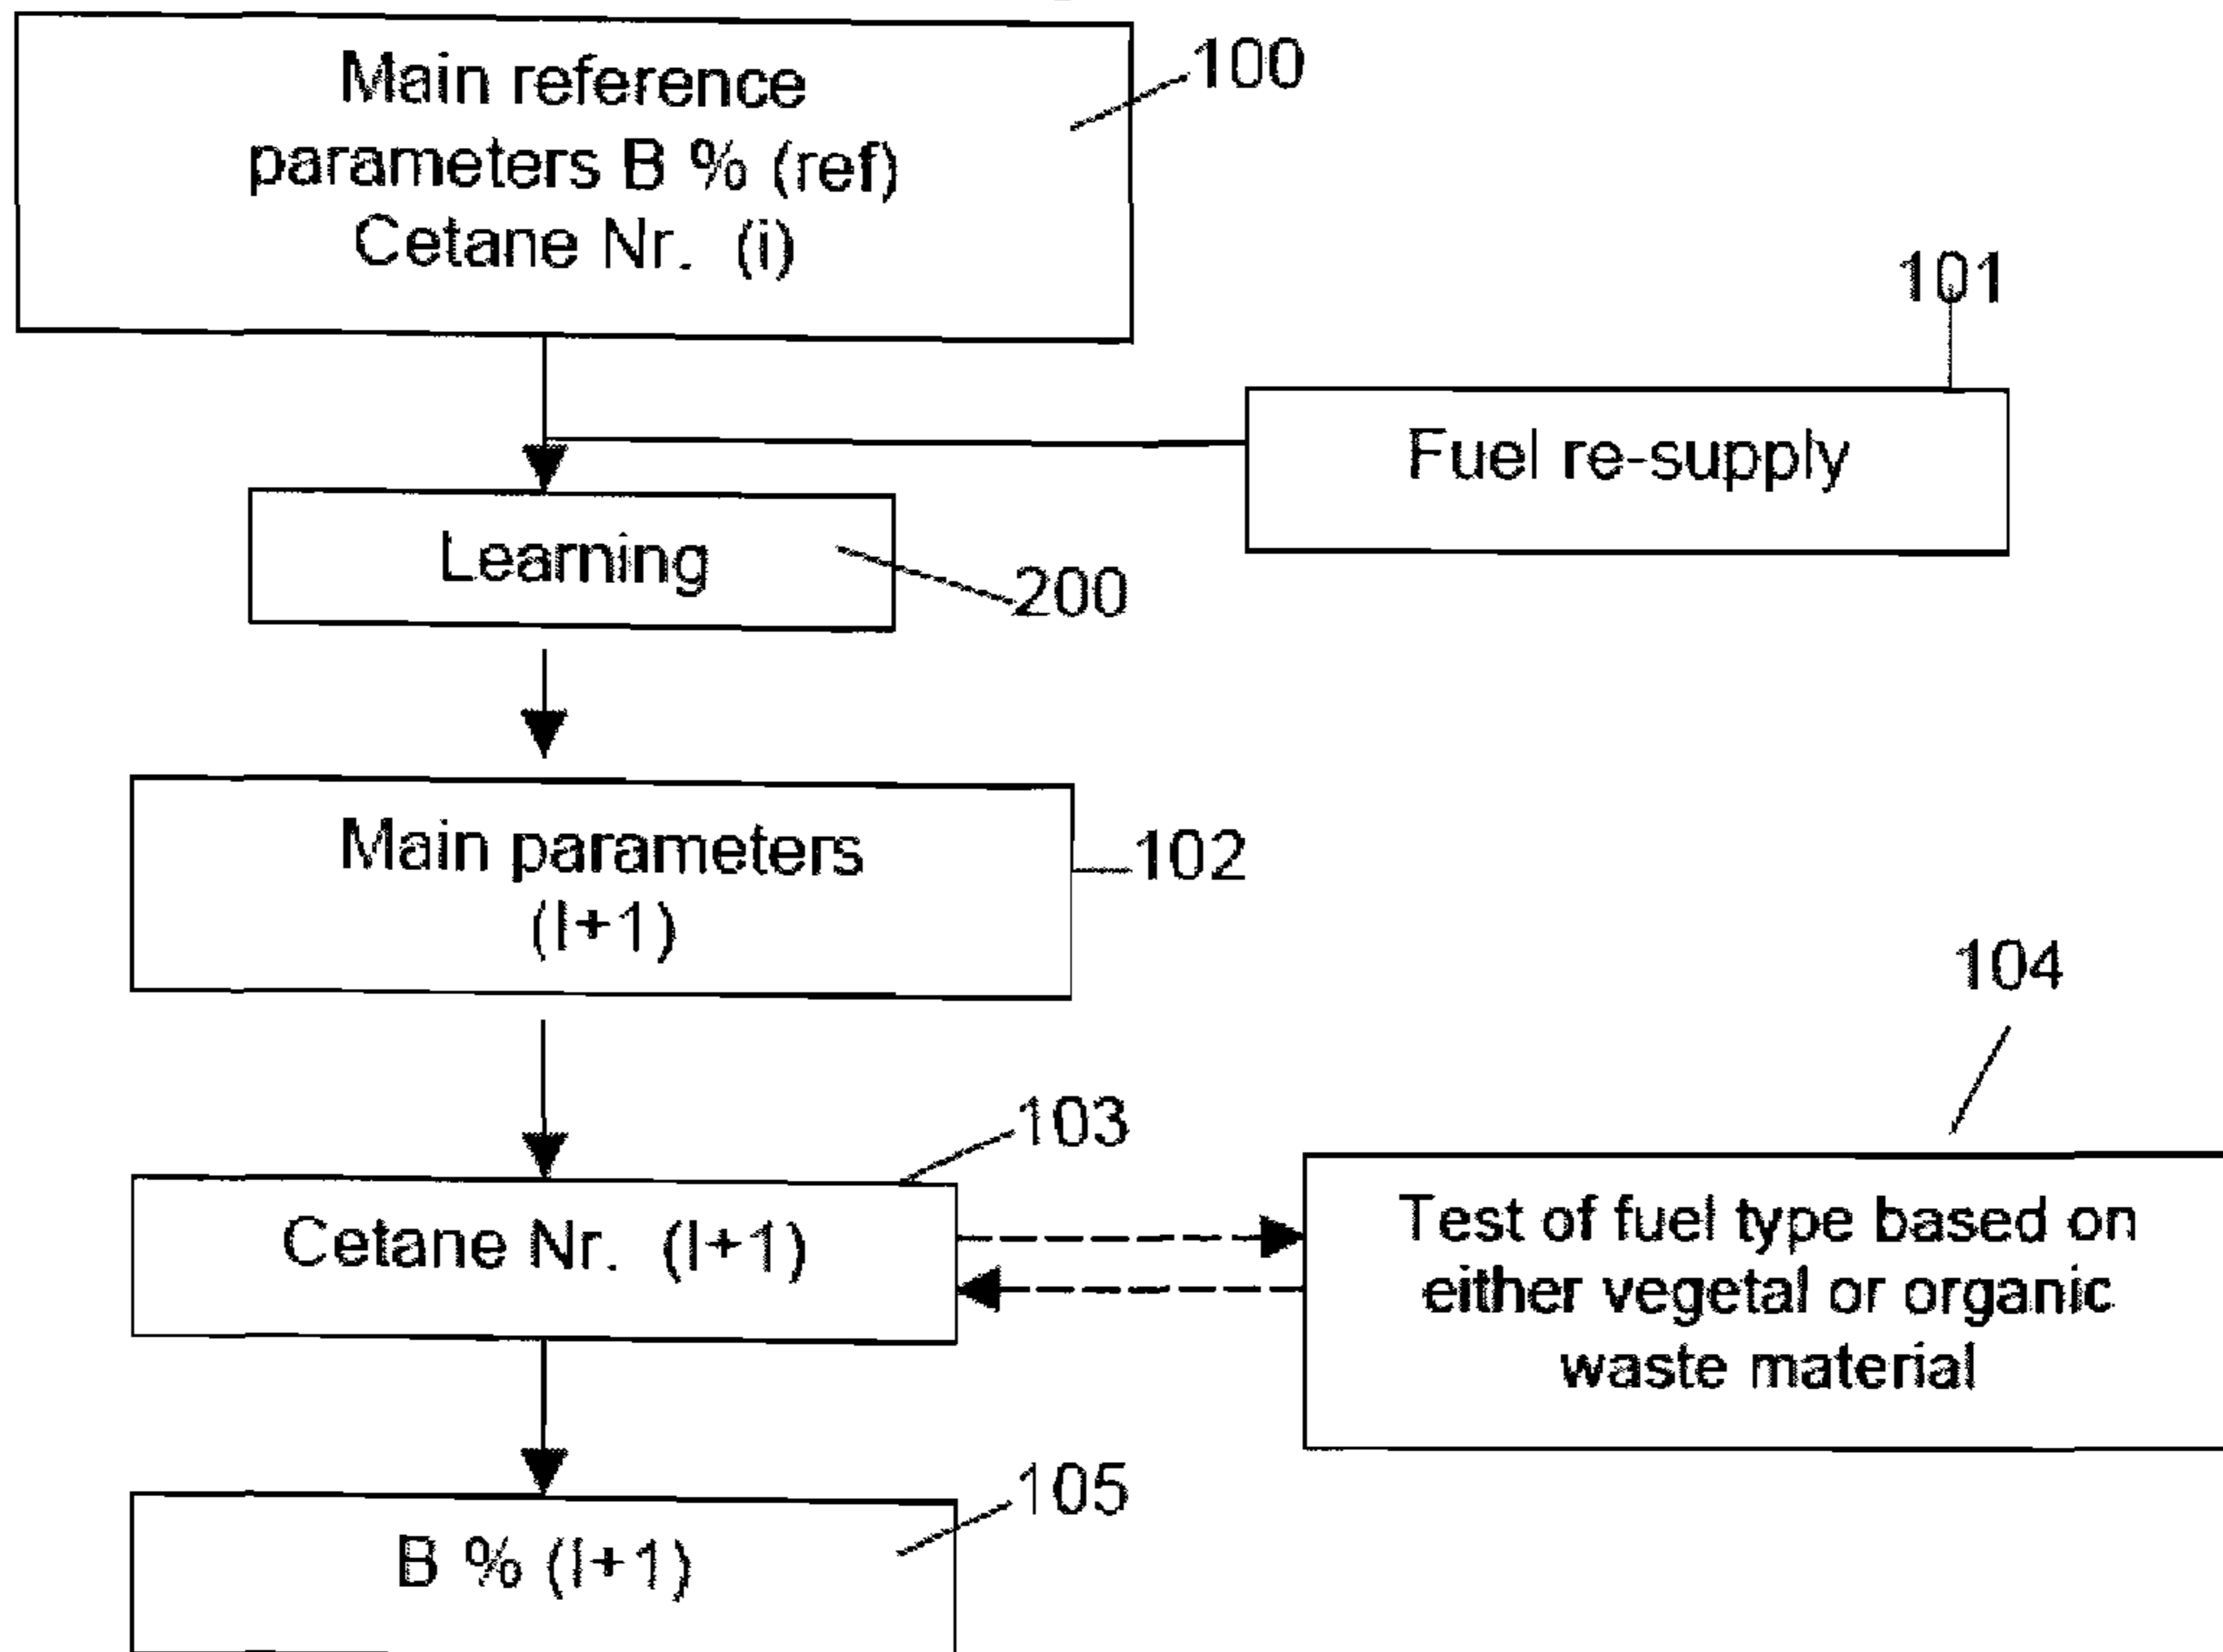 Main reference
parameters B % (ref)
Cetane Nr. (i)
100
101
Fuel re-supply
Learning
200
Main parameters
(I+1)
102
104
103
Cetane Nr. (I+1)
Test of fuel type based on
either vegetal or organic
waste material
105
B % (I+1)